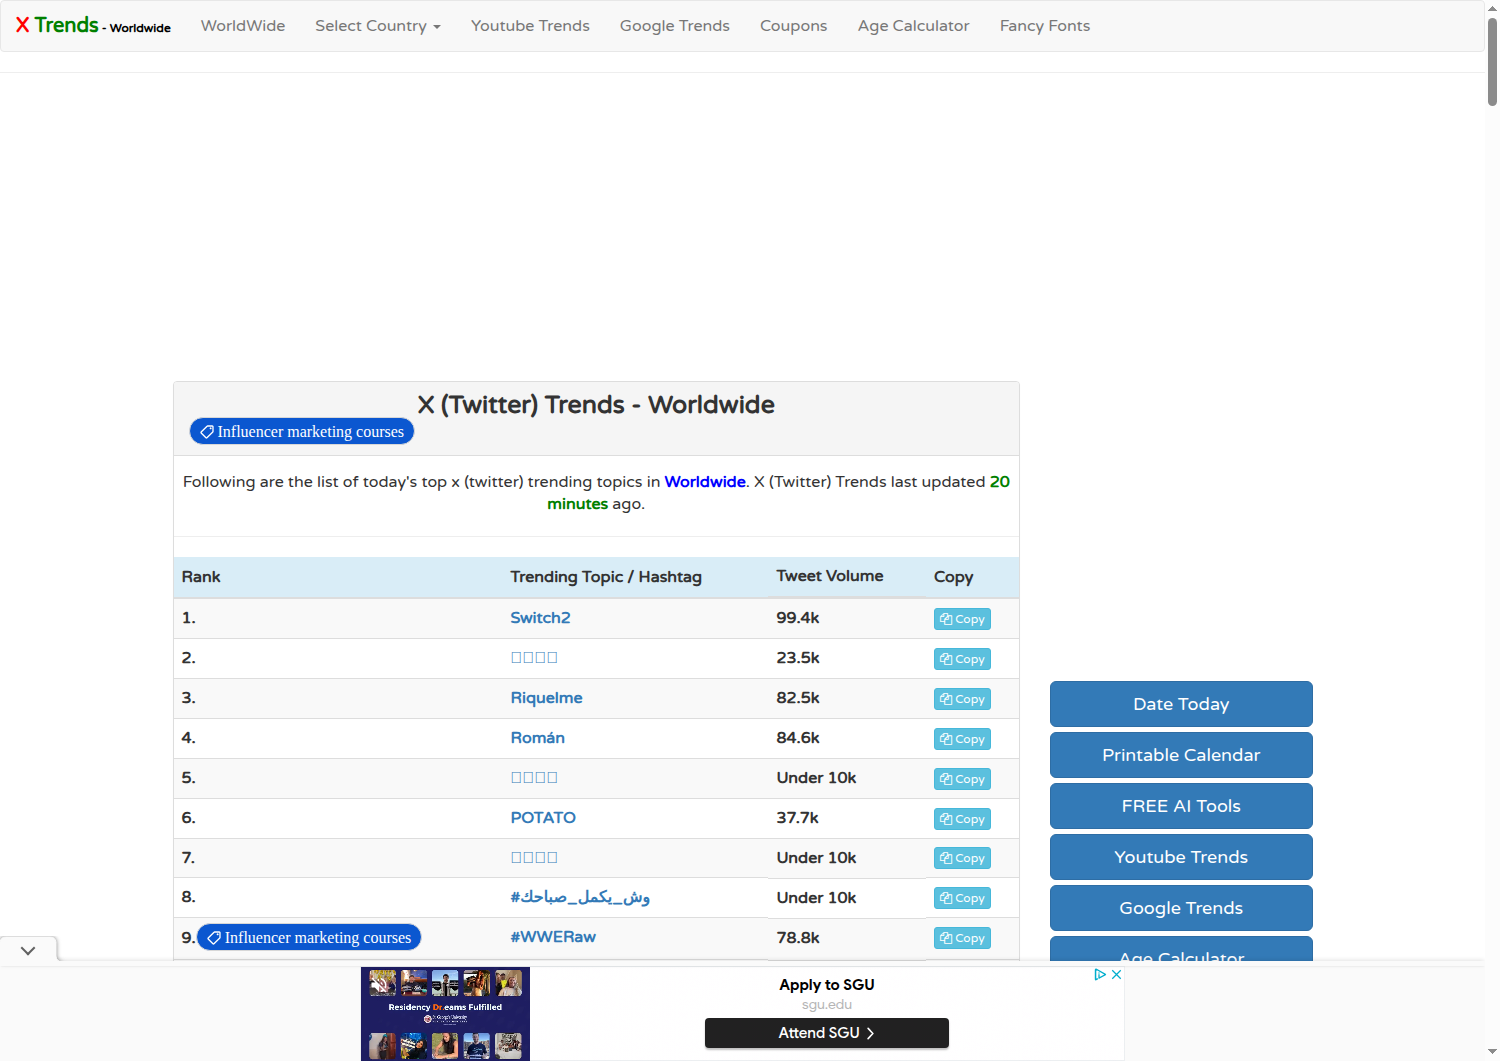 X Trends - Worldwide
WorldWide
Select Country
Youtube Trends
Google Trends
Coupons
Age Calculator
Fancy Fonts
X (Twitter) Trends - Worldwide
Influencer marketing courses
Following are the list of today's top x (twitter) trending topics in Worldwide. X (Twitter) Trends last updated 20
minutes ago.
Rank Trending Topic / Hashtag Tweet Volume Copy
1. Switch2 99.4k Copy
2. 23.5k Copy
3. Riquelme 82.5k Copy
4. Román 84.6k Copy
5. Under 10k Copy
6. POTATO 37.7k Copy
7. Under 10k Copy
8. #وش_يكمل_صباحك Under 10k Copy
9. Influencer marketing courses #WWERaw 78.8k Copy
Date Today
Printable Calendar
FREE AI Tools
Youtube Trends
Google Trends
Age Calculator
Residency Dr.eams Fulfilled
Apply to SGU
sgu.edu
Attend SGU